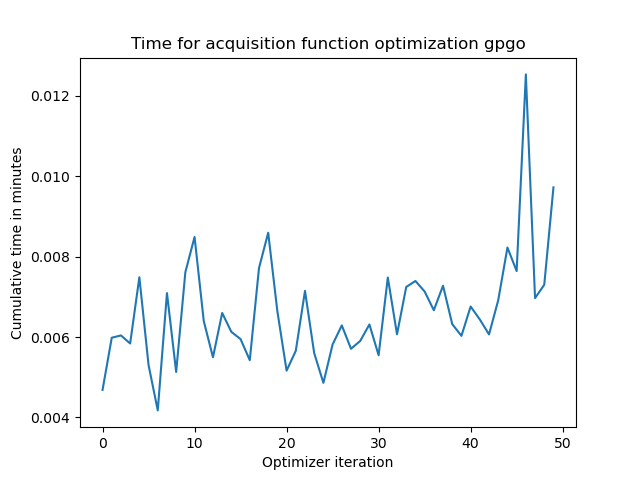 Time for acquisition function optimization gpgo
Cumulative time in minutes
0.012
0.010
0.008
0.006
0.004
0 10 20 30 40 50
Optimizer iteration